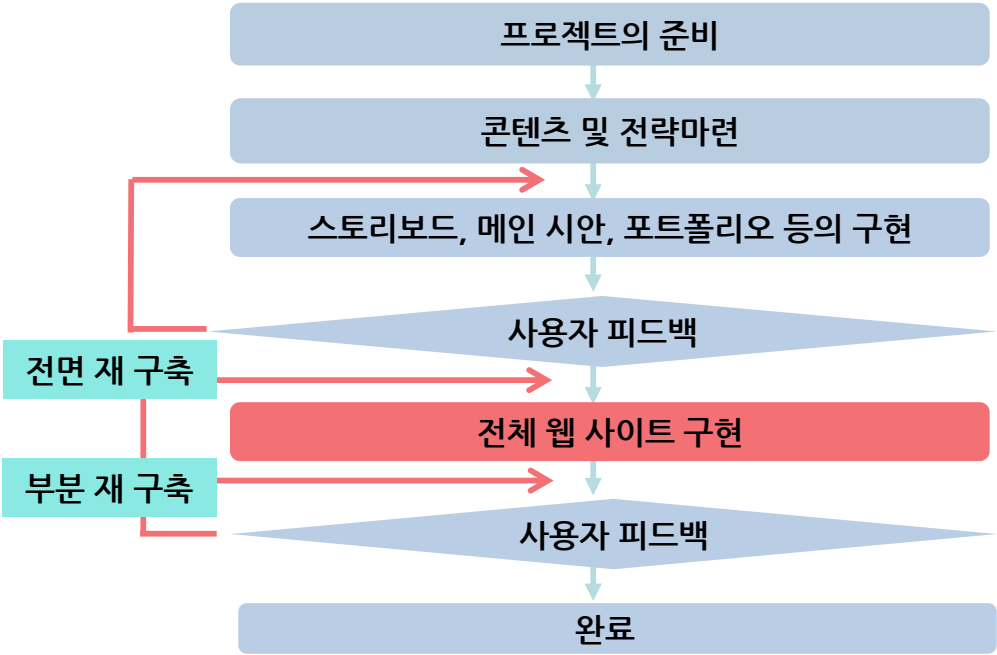 프로젝트의 준비
콘텐츠 및 전략마련
스토리보드, 메인 시안, 포트폴리오 등의 구현
사용자 피드백
전면 재 구축
전체 웹 사이트 구현
부분 재 구축
사용자 피드백
완료